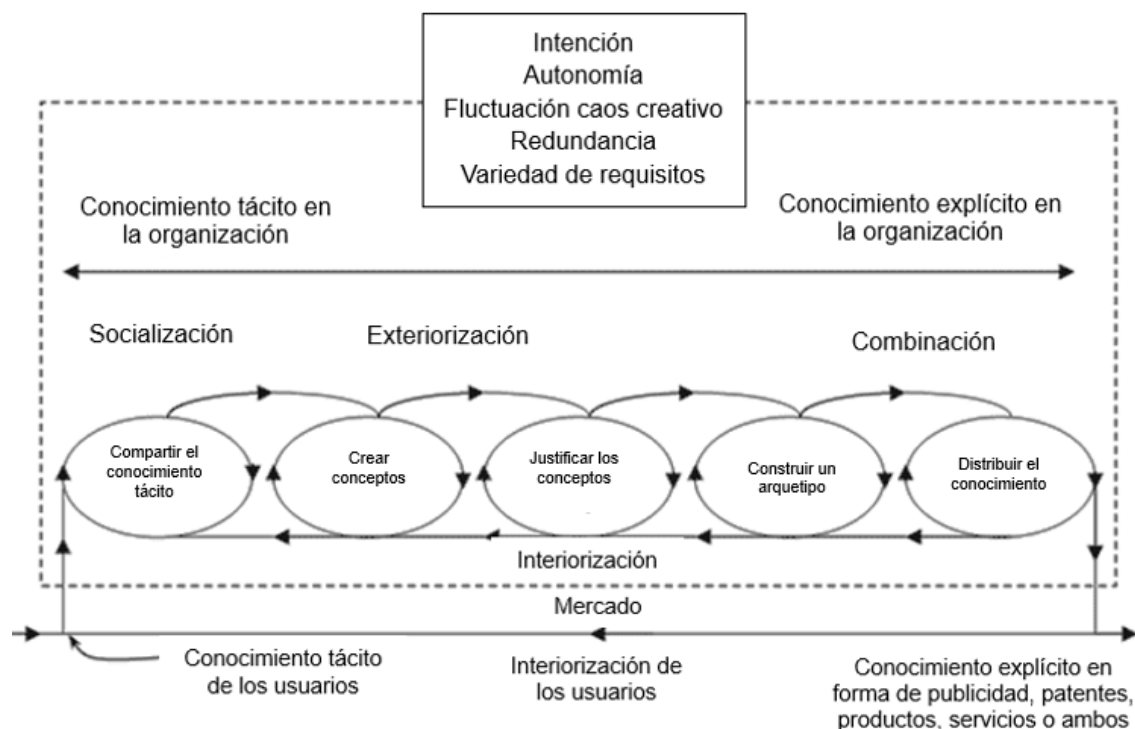 Intención
Autonomía
Fluctuación caos creativo
Redundancia
Variedad de requisitos
Conocimiento tácito en
la organización
Conocimiento explícito en
la organización
Socialización
Exteriorización
Combinación
Compartir el
conocimiento
tácito
Crear
conceptos
Justificar los
conceptos
Construir un
arquetipo
Distribuir el
conocimiento
Interiorización
Mercado
Conocimiento tácito
de los usuarios
Interiorización de
los usuarios
Conocimiento explícito en
forma de publicidad, patentes,
productos, servicios o ambos